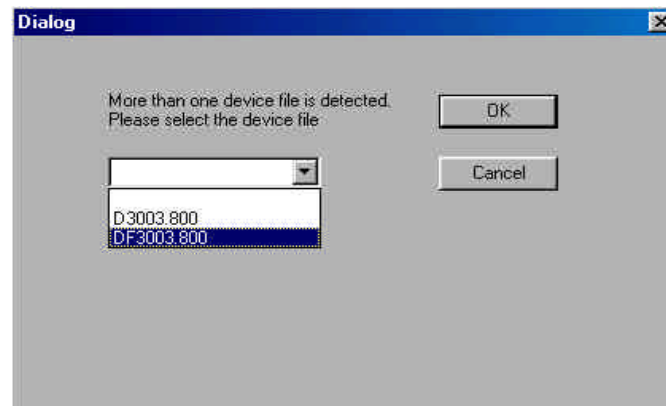 Dialog
More than one device file is detected.
Please select the device file
OK
Cancel
D3003.800
DF3003.800